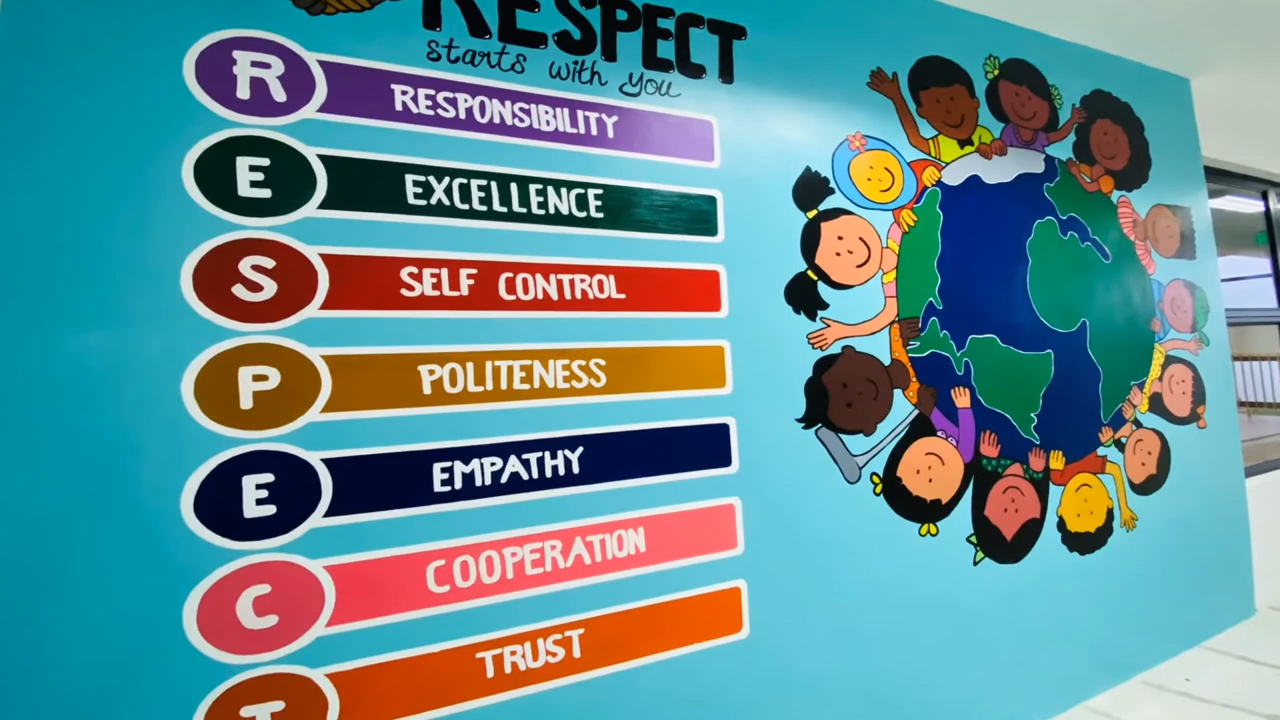 RESPECT
starts with you
R RESPONSIBILITY
E EXCELLENCE
S SELF CONTROL
P POLITENESS
E EMPATHY
C COOPERATION
T TRUST